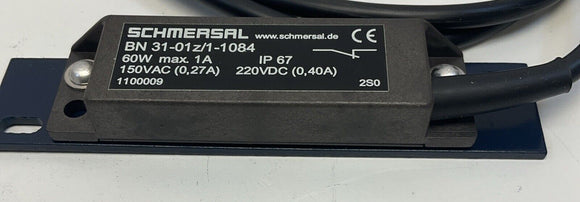 SCHMERSAL www.schmersal.de CE
BN 31-01z/1-1084
60W max. 1A IP 67
150VAC (0,27A) 220VDC (0,40A)
1100009 2S0